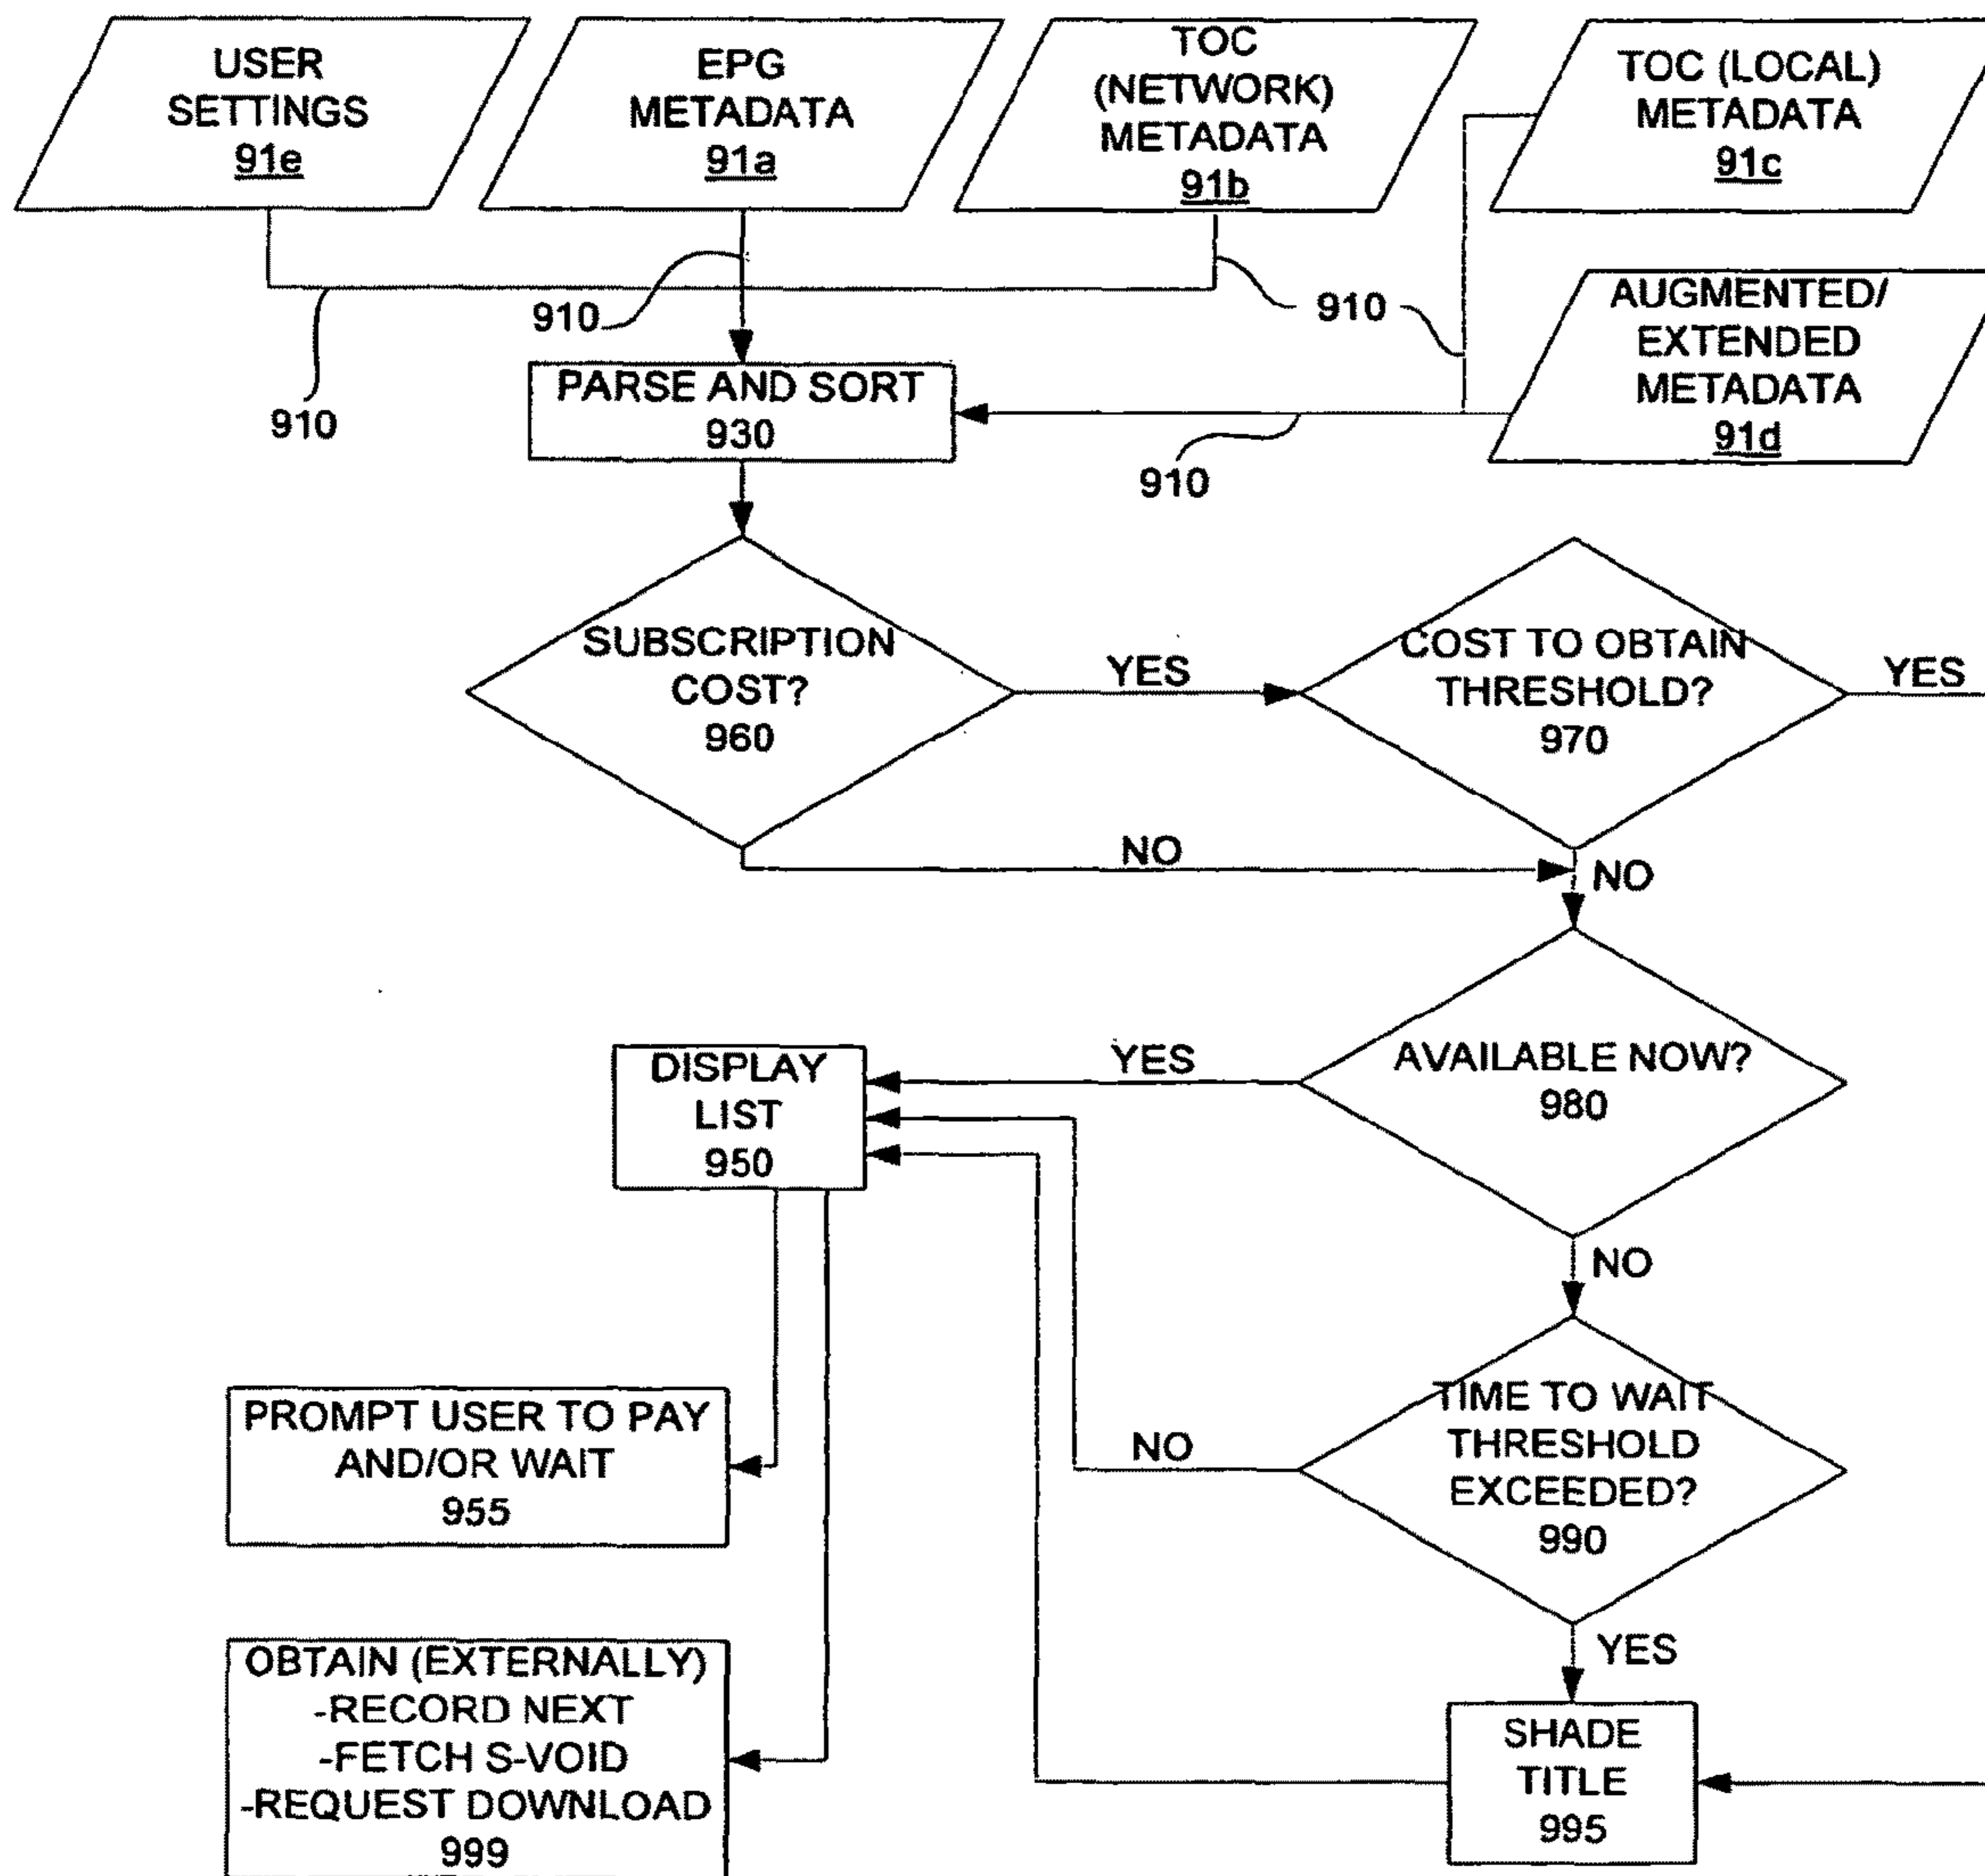 USER
SETTINGS
91e
EPG
METADATA
91a
TOC
(NETWORK)
METADATA
91b
TOC (LOCAL)
METADATA
91c
910
910
910
AUGMENTED/
EXTENDED
METADATA
91d
PARSE AND SORT
930
910
SUBSCRIPTION
COST?
960
YES
COST TO OBTAIN
THRESHOLD?
970
YES
NO
NO
DISPLAY
LIST
950
YES
AVAILABLE NOW?
980
NO
PROMPT USER TO PAY
AND/OR WAIT
955
NO
TIME TO WAIT
THRESHOLD
EXCEEDED?
990
YES
OBTAIN (EXTERNALLY)
-RECORD NEXT
-FETCH S-VOID
-REQUEST DOWNLOAD
999
SHADE
TITLE
995